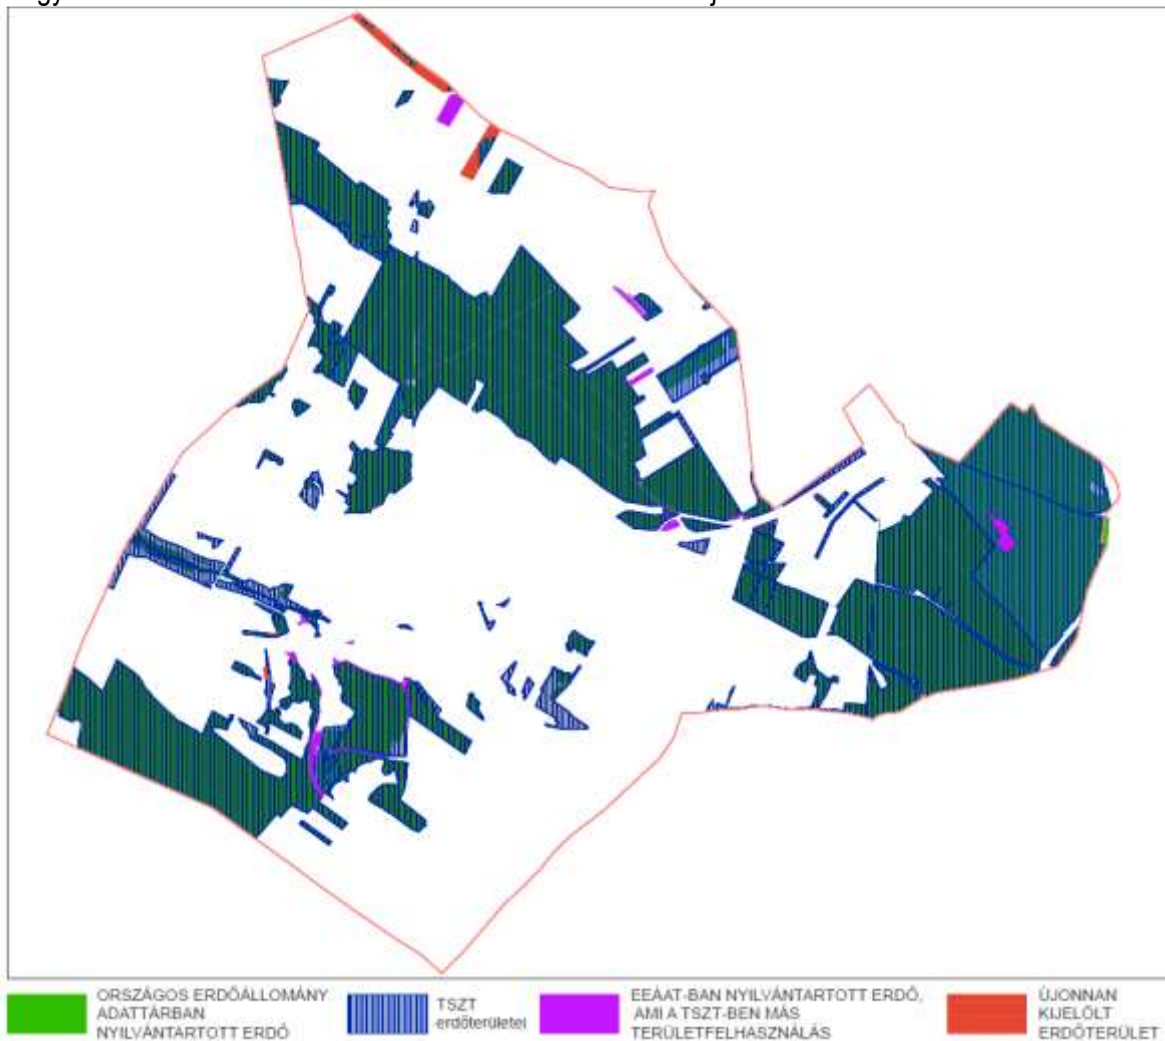 ORSZÁGOS ERDŐÁLLOMÁNY
ADATTÁRBAN
NYILVÁNTARTOTT ERDŐ
TSZT
erdőterületei
EEÁAT-BAN NYILVÁNTARTOTT ERDŐ,
AMI A TSZT-BEN MÁS
TERÜLETFELHASZNÁLÁS
ÚJONNAN
KIJELÖLT
ERDŐTERÜLET